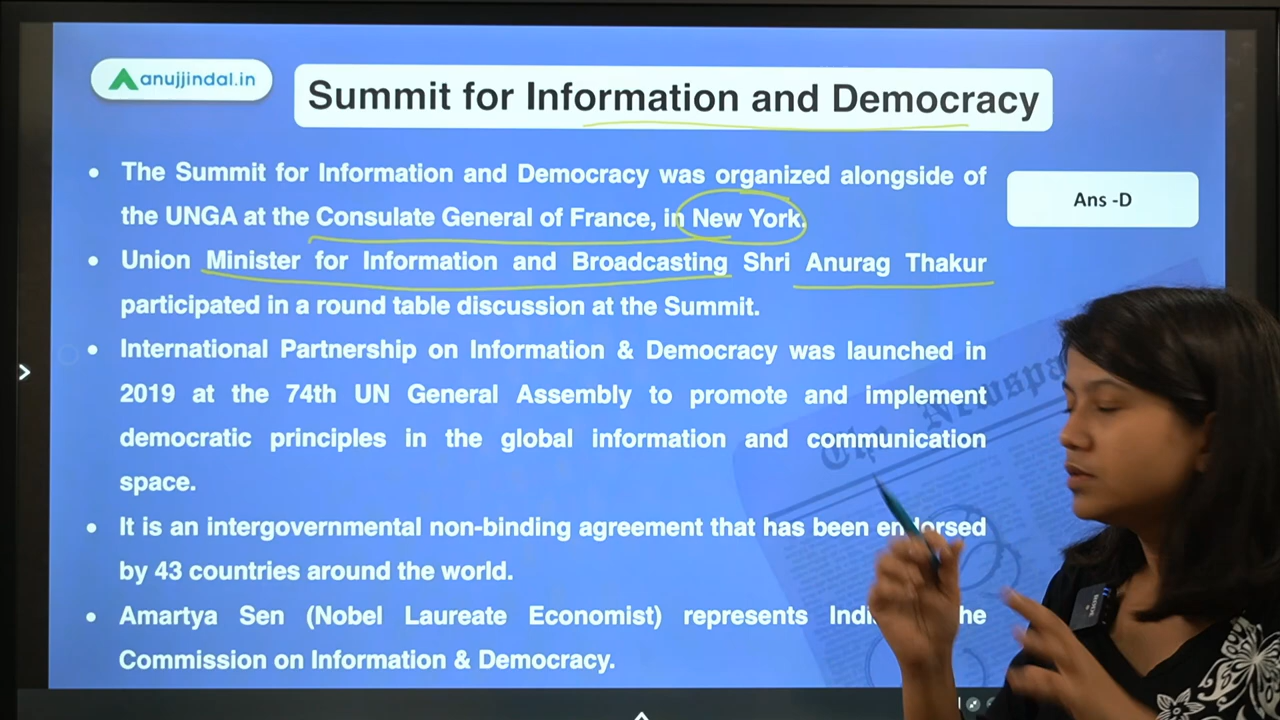 anujjindal.in
Summit for Information and Democracy
• The Summit for Information and Democracy was organized alongside of
the UNGA at the Consulate General of France, in New York.
Ans -D
• Union Minister for Information and Broadcasting Shri Anurag Thakur
participated in a round table discussion at the Summit.
• International Partnership on Information & Democracy was launched in
2019 at the 74th UN General Assembly to promote and implement
democratic principles in the global information and communication
space.
• It is an intergovernmental non-binding agreement that has been endorsed
by 43 countries around the world.
• Amartya Sen (Nobel Laureate Economist) represents
Commission on Information & Democracy.